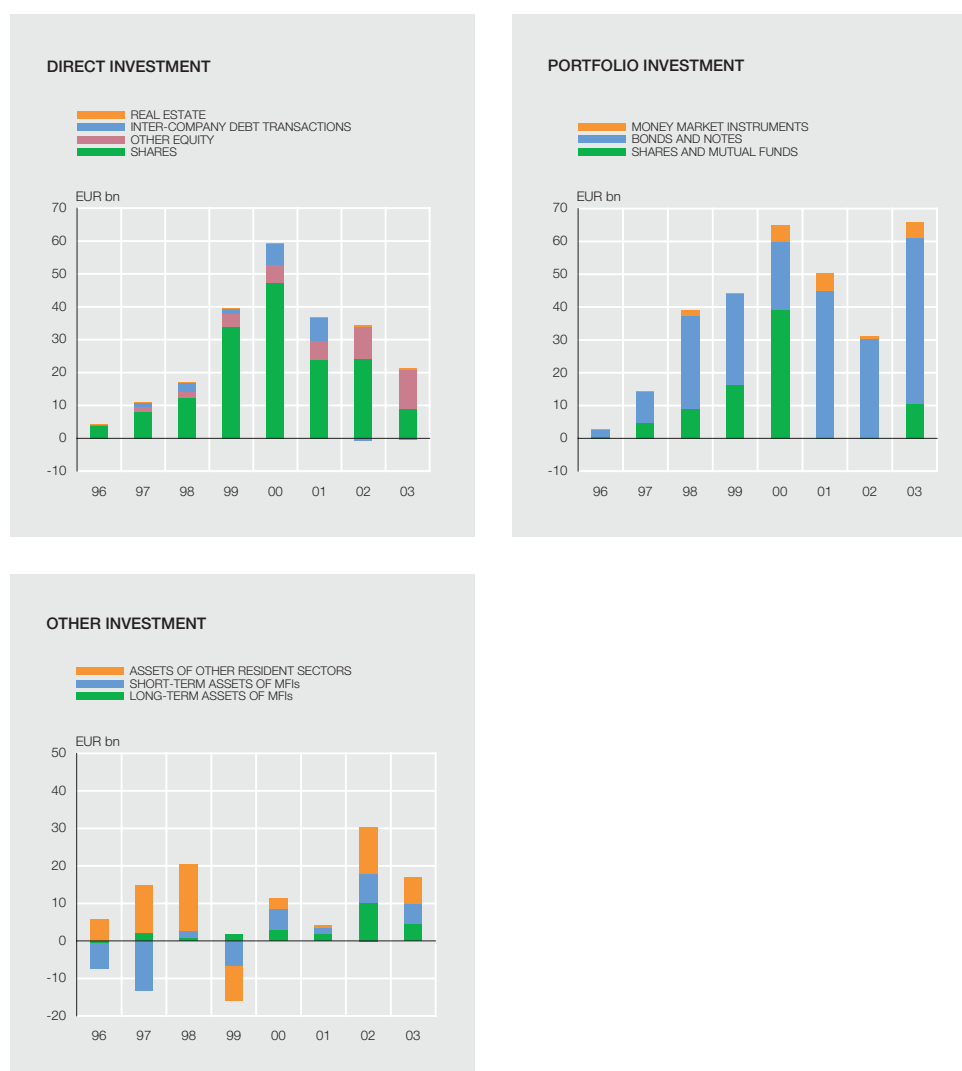 DIRECT INVESTMENT
REAL ESTATE
INTER-COMPANY DEBT TRANSACTIONS
OTHER EQUITY
SHARES
EUR bn
70
60
50
40
30
20
10
0
-10
96 97 98 99 00 01 02 03
PORTFOLIO INVESTMENT
MONEY MARKET INSTRUMENTS
BONDS AND NOTES
SHARES AND MUTUAL FUNDS
EUR bn
70
60
50
40
30
20
10
0
-10
96 97 98 99 00 01 02 03
OTHER INVESTMENT
ASSETS OF OTHER RESIDENT SECTORS
SHORT-TERM ASSETS OF MFIs
LONG-TERM ASSETS OF MFIs
EUR bn
50
40
30
20
10
0
-10
-20
96 97 98 99 00 01 02 03